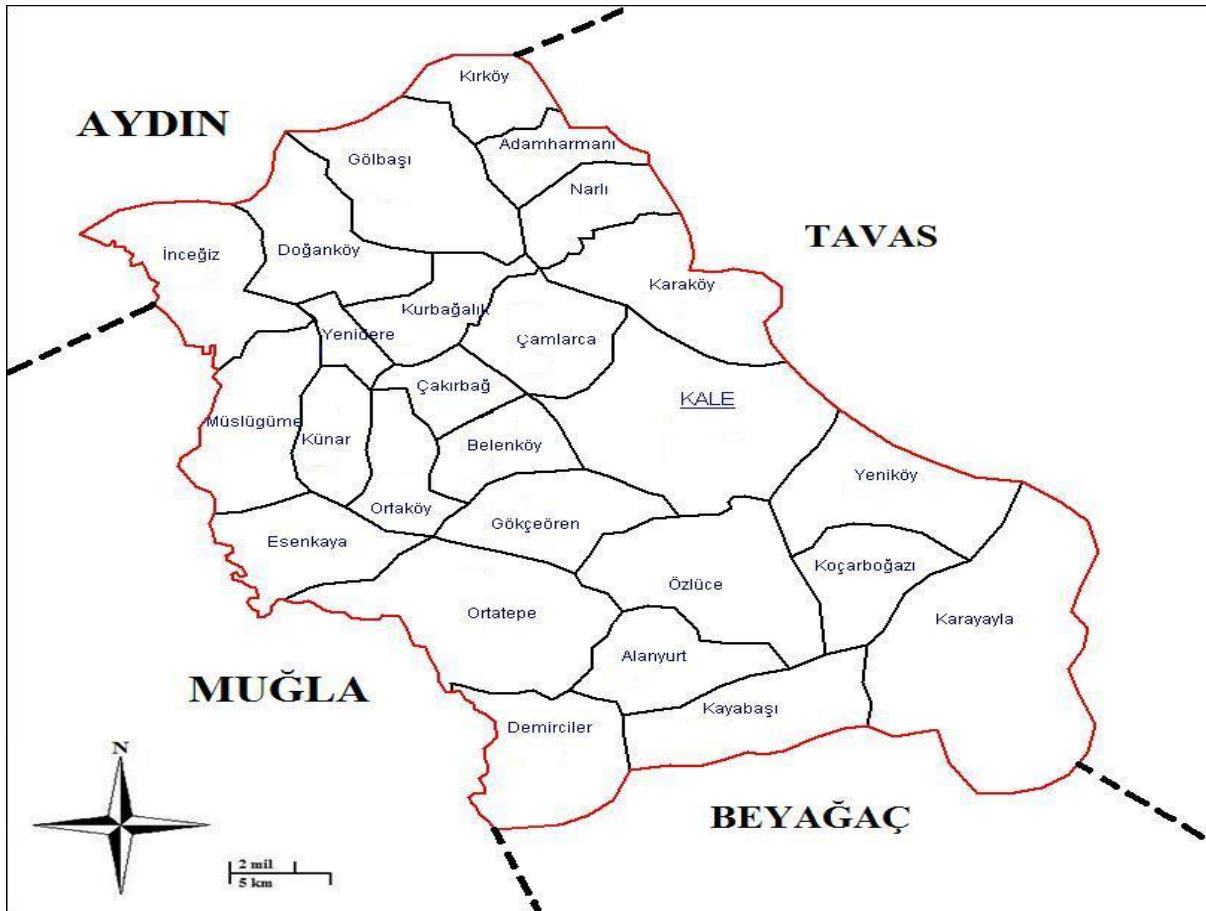 Kırköy
AYDIN
Adamharmanı
Gölbaşı
Narlı
TAVAS
İnceğiz
Doğanköy
Karaköy
Kurbağalık
Yenidere
Çamlarca
Çakırbağ
KALE
Müslügüme
Künar
Belenköy
Yeniköy
Ortaköy
Gökçeören
Esenkaya
Koçarboğazı
Özlüce
Ortatepe
Karayayla
Alanyurt
MUĞLA
Kayabaşı
Demirciler
N
BEYAĞAÇ
2 mil
5 km